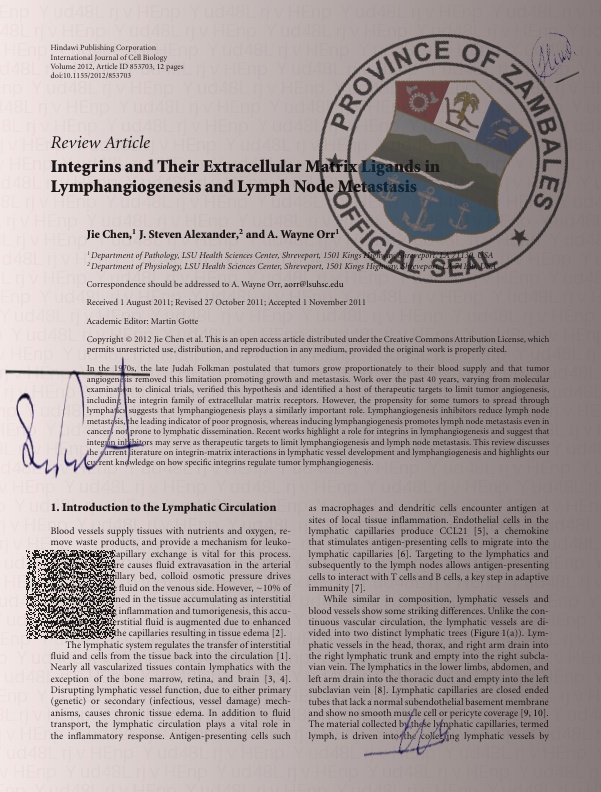 Hindawi Publishing Corporation
International Journal of Cell Biology
Volume 2012, Article ID 853703, 12 pages
doi:10.1155/2012/853703
PROVINCE OF ZAMBALES
OFFICIAL SEAL
Review Article
Integrins and Their Extracellular Matrix Ligands in
Lymphangiogenesis and Lymph Node Metastasis
Jie Chen,¹ J. Steven Alexander,² and A. Wayne Orr¹
¹ Department of Pathology, LSU Health Sciences Center, Shreveport, 1501 Kings Highway, Shreveport, LA 71130, USA
² Department of Physiology, LSU Health Sciences Center, Shreveport, 1501 Kings Highway, Shreveport, LA 71130, USA
Correspondence should be addressed to A. Wayne Orr, aorr@lsuhsc.edu
Received 1 August 2011; Revised 27 October 2011; Accepted 1 November 2011
Academic Editor: Martin Gotte
Copyright © 2012 Jie Chen et al. This is an open access article distributed under the Creative Commons Attribution License, which
permits unrestricted use, distribution, and reproduction in any medium, provided the original work is properly cited.
In the 1970s, the late Judah Folkman postulated that tumors grow proportionately to their blood supply and that tumor
angiogenesis removed this limitation promoting growth and metastasis. Work over the past 40 years, varying from molecular
examination to clinical trials, verified this hypothesis and identified a host of therapeutic targets to limit tumor angiogenesis,
including the integrin family of extracellular matrix receptors. However, the propensity for some tumors to spread through
lymphatics suggests that lymphangiogenesis plays a similarly important role. Lymphangiogenesis inhibitors reduce lymph node
metastasis, the leading indicator of poor prognosis, whereas inducing lymphangiogenesis promotes lymph node metastasis even in
cancers not prone to lymphatic dissemination. Recent works highlight a role for integrins in lymphangiogenesis and suggest that
integrin inhibitors may serve as therapeutic targets to limit lymphangiogenesis and lymph node metastasis. This review discusses
the current literature on integrin-matrix interactions in lymphatic vessel development and lymphangiogenesis and highlights our
current knowledge on how specific integrins regulate tumor lymphangiogenesis.
1. Introduction to the Lymphatic Circulation
Blood vessels supply tissues with nutrients and oxygen, re-
move waste products, and provide a mechanism for leuko-
capillary exchange is vital for this process.
causes fluid extravasation in the arterial
bed, colloid osmotic pressure drives
fluid on the venous side. However, ~10% of
in the tissue accumulating as interstitial
inflammation and tumorigenesis, this accu-
interstitial fluid is augmented due to enhanced
the capillaries resulting in tissue edema [2].
The lymphatic system regulates the transfer of interstitial
fluid and cells from the tissue back into the circulation [1].
Nearly all vascularized tissues contain lymphatics with the
exception of the bone marrow, retina, and brain [3, 4].
Disrupting lymphatic vessel function, due to either primary
(genetic) or secondary (infectious, vessel damage) mech-
anisms, causes chronic tissue edema. In addition to fluid
transport, the lymphatic circulation plays a vital role in
the inflammatory response. Antigen-presenting cells such
as macrophages and dendritic cells encounter antigen at
sites of local tissue inflammation. Endothelial cells in the
lymphatic capillaries produce CCL21 [5], a chemokine
that stimulates antigen-presenting cells to migrate into the
lymphatic capillaries [6]. Targeting to the lymphatics and
subsequently to the lymph nodes allows antigen-presenting
cells to interact with T cells and B cells, a key step in adaptive
immunity [7].
While similar in composition, lymphatic vessels and
blood vessels show some striking differences. Unlike the con-
tinuous vascular circulation, the lymphatic vessels are di-
vided into two distinct lymphatic trees (Figure 1(a)). Lym-
phatic vessels in the head, thorax, and right arm drain into
the right lymphatic trunk and empty into the right subcla-
vian vein. The lymphatics in the lower limbs, abdomen, and
left arm drain into the thoracic duct and empty into the left
subclavian vein [8]. Lymphatic capillaries are closed ended
tubes that lack a normal subendothelial basement membrane
and show no smooth muscle cell or pericyte coverage [9, 10].
The material collected by these lymphatic capillaries, termed
lymph, is driven into the collecting lymphatic vessels by